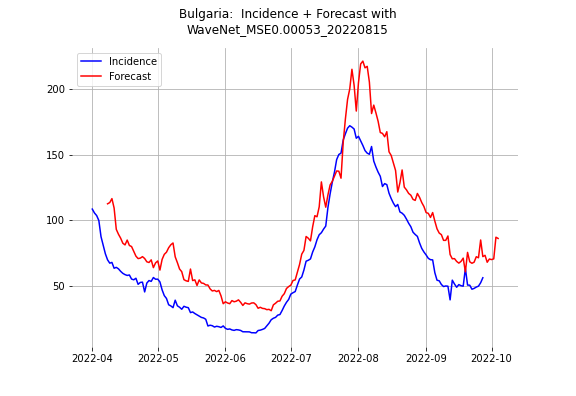 Bulgaria:  Incidence + Forecast with
WaveNet_MSE0.00053_20220815
Incidence
Forecast
200
150
100
50
2022-04 2022-05 2022-06 2022-07 2022-08 2022-09 2022-10